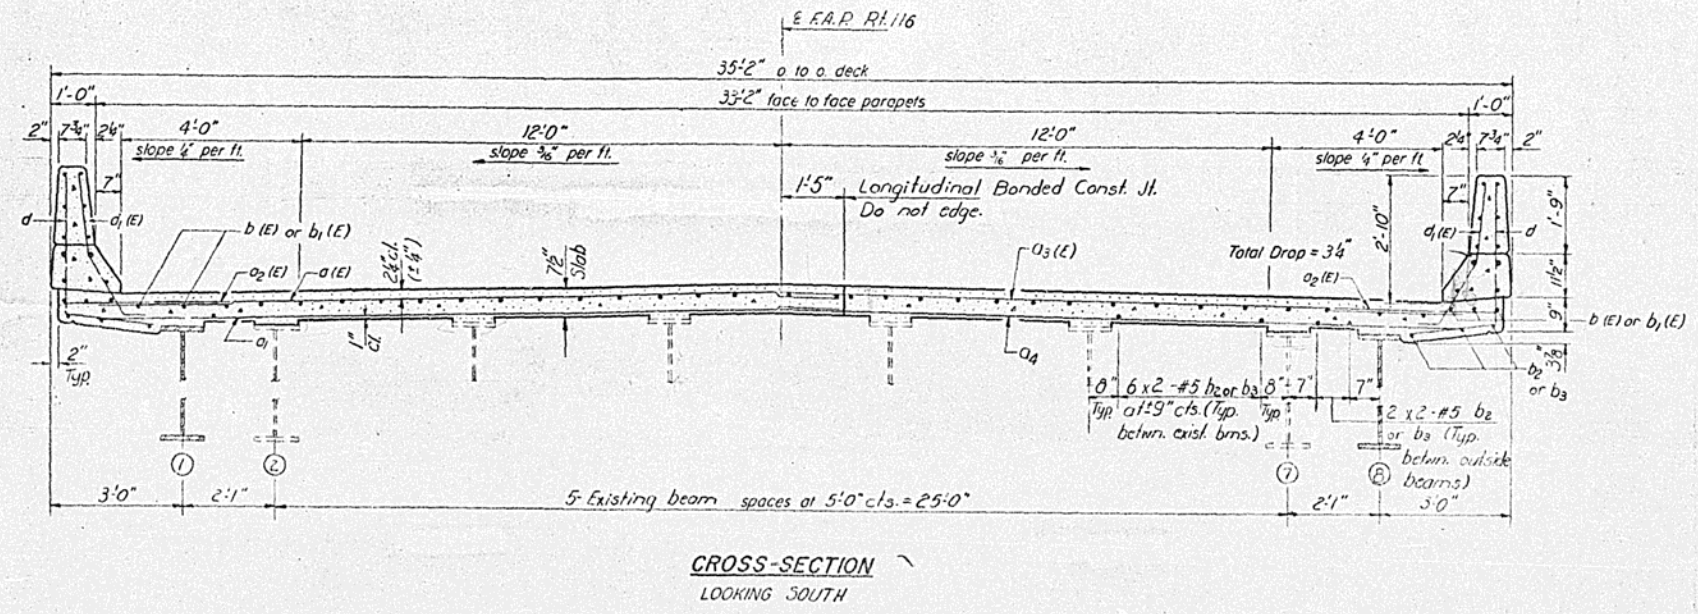 ℄ F.A.P. Rt. 116
35'-2" o. to o. deck
1'-0"
33'-2" face to face parapets
1'-0"
2" 7¾" 2¼" 4'-0" 12'-0" 12'-0" 4'-0" 2¼" 7¾" 2"
slope ¼" per ft. slope 3/16" per ft. slope 3/16" per ft. slope ¼" per ft.
7" 1'-5" Longitudinal Bonded Const. Jt. 7"
Do not edge.
d d₁(E) b(E) or b₁(E) 2¼" cl. (±¼") 7½" Slab a₃(E) 2'-10" d₁(E) d 1'-9"
Total Drop = 3¼"
a₂(E) a(E) a₂(E) 11½"
9" b(E) or b₁(E)
2" Typ. a₁ 1" cl. a₄ 3⅞" b₂ or b₃
8" Typ. 6 x 2 - #5 b₂ or b₃ at ±9" cts. (Typ. betwn. exist. bms.) 8" Typ. 7" 7"
2 x 2 - #5 b₂
or b₃ (Typ.
betwn. outside
beams)
1 2 7 8
3'-0" 2'-1" 5- Existing beam spaces at 5'-0" cts. = 25'-0" 2'-1" 3'-0"
CROSS-SECTION
LOOKING SOUTH